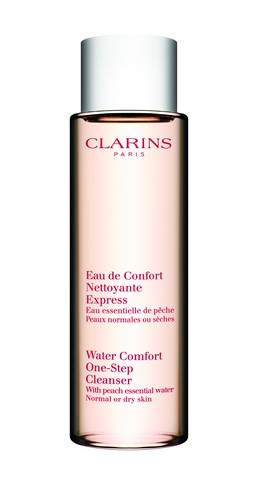 CLARINS
PARIS
Eau de Confort
Nettoyante
Express
Eau essentielle de pêche
Peaux normales ou sèches
Water Comfort
One-Step
Cleanser
With peach essential water
Normal or dry skin